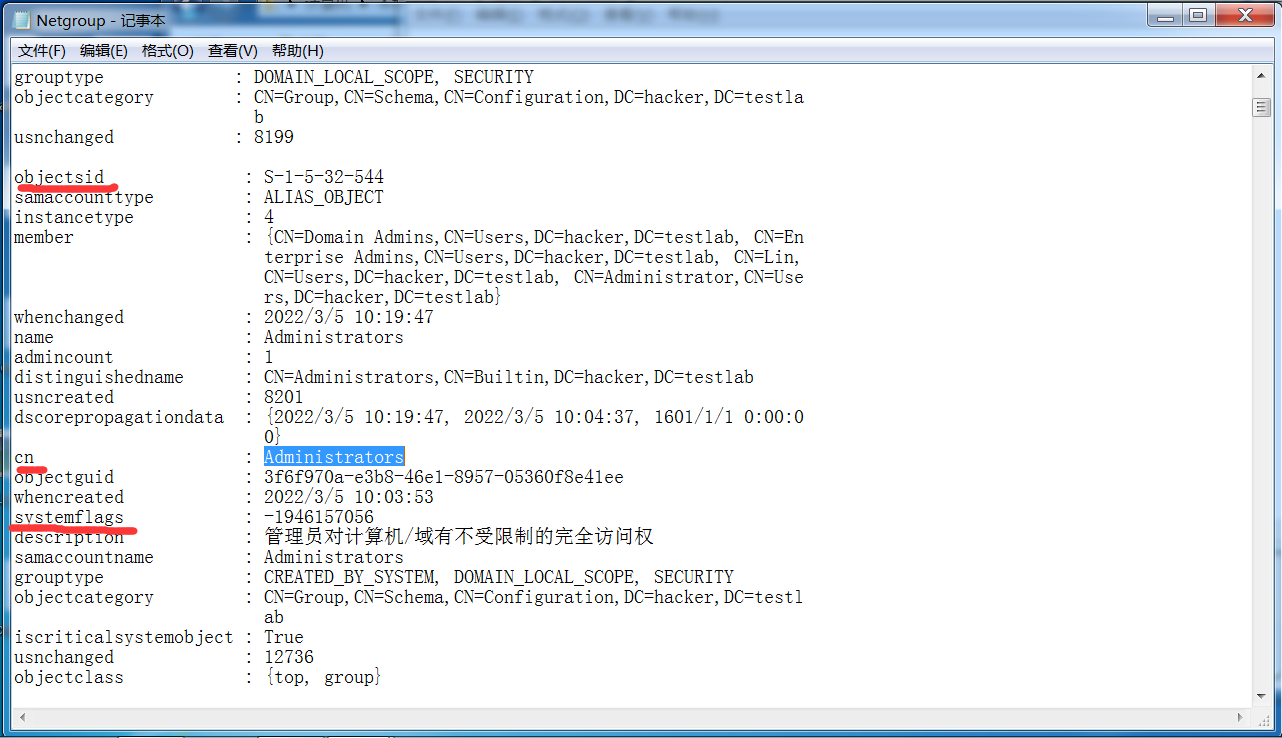 Netgroup - 记事本
文件(F) 编辑(E) 格式(O) 查看(V) 帮助(H)
grouptype : DOMAIN_LOCAL_SCOPE, SECURITY
objectcategory : CN=Group,CN=Schema,CN=Configuration,DC=hacker,DC=testla
b
usnchanged : 8199
objectsid : S-1-5-32-544
samaccounttype : ALIAS_OBJECT
instancetype : 4
member : {CN=Domain Admins,CN=Users,DC=hacker,DC=testlab, CN=En
terprise Admins,CN=Users,DC=hacker,DC=testlab, CN=Lin,
CN=Users,DC=hacker,DC=testlab, CN=Administrator,CN=Use
rs,DC=hacker,DC=testlab}
whenchanged : 2022/3/5 10:19:47
name : Administrators
admincount : 1
distinguishedname : CN=Administrators,CN=Builtin,DC=hacker,DC=testlab
usncreated : 8201
dscorepropagationdata : {2022/3/5 10:19:47, 2022/3/5 10:04:37, 1601/1/1 0:00:0
0}
cn : Administrators
objectguid : 3f6f970a-e3b8-46e1-8957-05360f8e41ee
whencreated : 2022/3/5 10:03:53
systemflags : -1946157056
description : 管理员对计算机/域有不受限制的完全访问权
samaccountname : Administrators
grouptype : CREATED_BY_SYSTEM, DOMAIN_LOCAL_SCOPE, SECURITY
objectcategory : CN=Group,CN=Schema,CN=Configuration,DC=hacker,DC=testl
ab
iscriticalsystemobject : True
usnchanged : 12736
objectclass : {top, group}